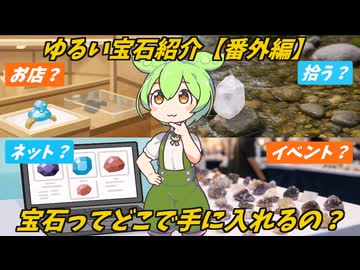 ゆるい宝石紹介【番外編】
お店？
拾う？
ネット？
イベント？
宝石ってどこで手に入れるの？